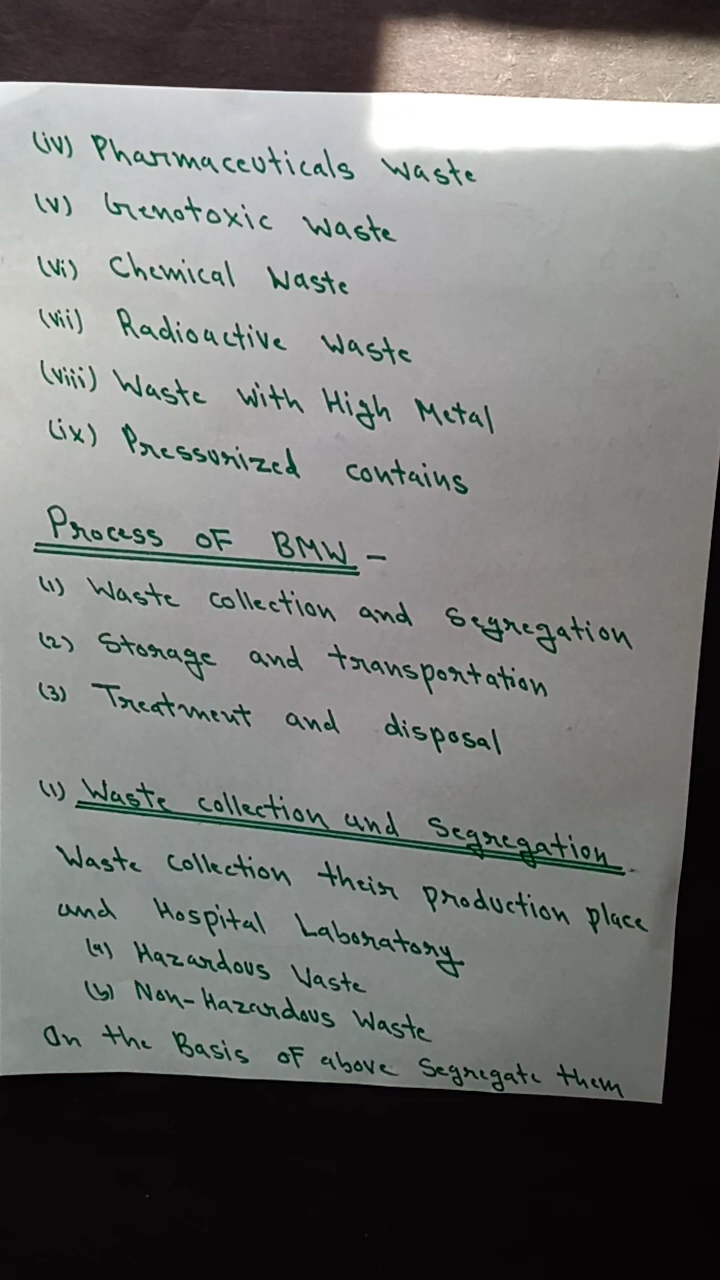 (iv) Pharmaceuticals Waste
(v) Genotoxic Waste
(vi) Chemical Waste
(vii) Radioactive Waste
(viii) Waste with High Metal
(ix) Pressurized contains
Process of BMW -
(1) Waste collection and segregation
(2) Storage and transportation
(3) Treatment and disposal
(1) Waste collection and Segregation
Waste collection their production place
and Hospital Laboratory
(a) Hazardous Waste
(b) Non-Hazardous Waste
On the Basis of above Segregate them